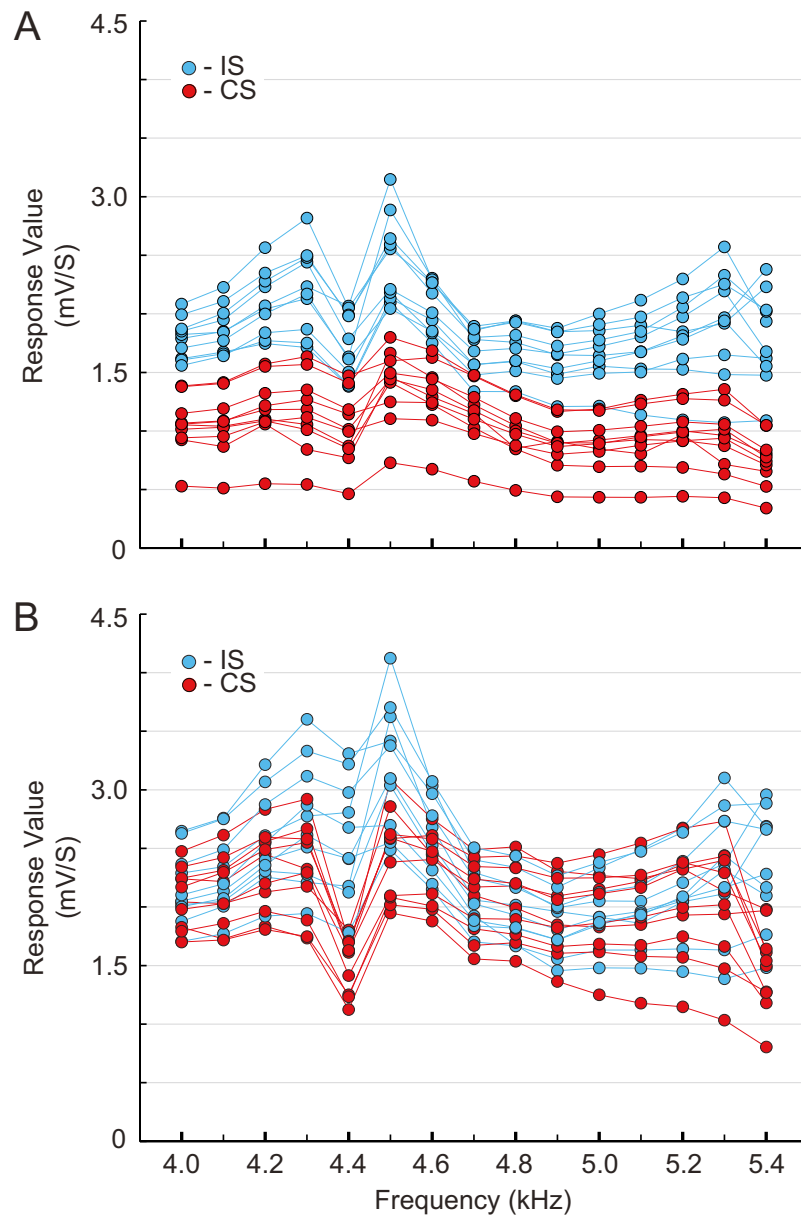 A
4.5
- IS
- CS
3.0
Response Value
(mV/S)
1.5
0
B
4.5
- IS
- CS
3.0
Response Value
(mV/S)
1.5
0
4.0 4.2 4.4 4.6 4.8 5.0 5.2 5.4
Frequency (kHz)